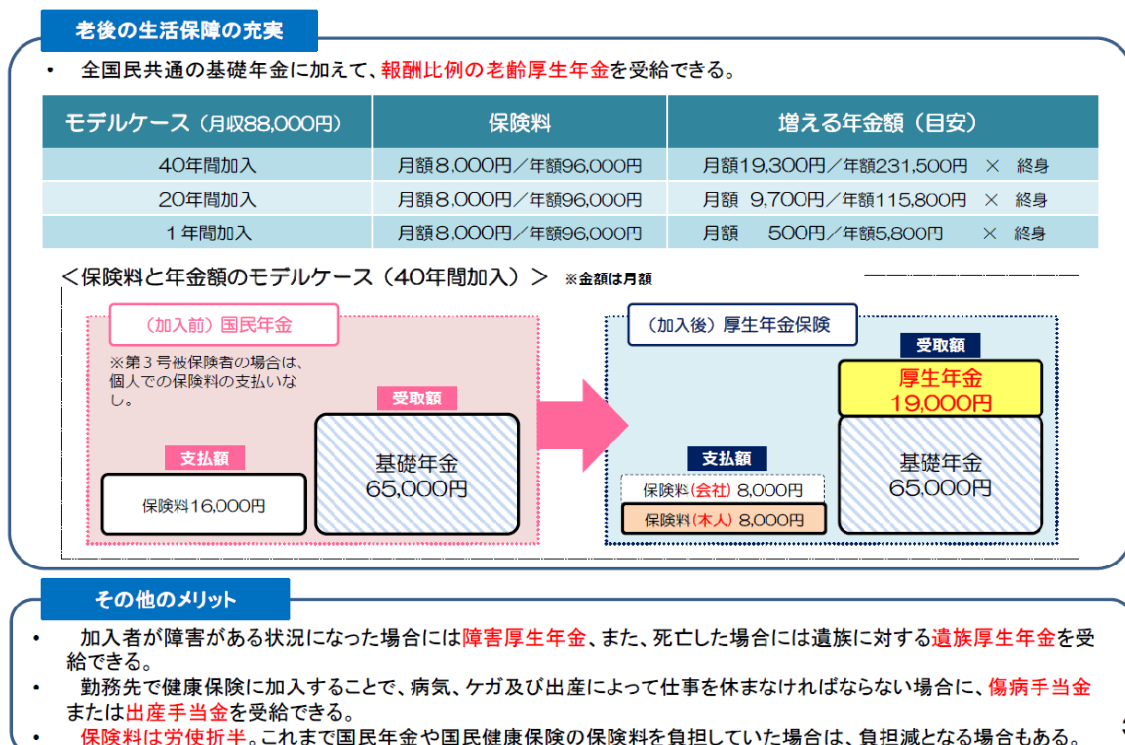 老後の生活保障の充実
・ 全国民共通の基礎年金に加えて、報酬比例の老齢厚生年金を受給できる。
モデルケース（月収88,000円） 保険料 増える年金額（目安）
40年間加入 月額8,000円／年額96,000円 月額19,300円／年額231,500円 × 終身
20年間加入 月額8,000円／年額96,000円 月額 9,700円／年額115,800円 × 終身
1年間加入 月額8,000円／年額96,000円 月額 500円／年額5,800円 × 終身
＜保険料と年金額のモデルケース（40年間加入）＞ ※金額は月額
（加入前）国民年金
※第３号被保険者の場合は、
個人での保険料の支払いな
し。
受取額
支払額
基礎年金
65,000円
保険料16,000円
（加入後）厚生年金保険
受取額
厚生年金
19,000円
支払額
基礎年金
65,000円
保険料(会社) 8,000円
保険料(本人) 8,000円
その他のメリット
・ 加入者が障害がある状況になった場合には障害厚生年金、また、死亡した場合には遺族に対する遺族厚生年金を受
給できる。
・ 勤務先で健康保険に加入することで、病気、ケガ及び出産によって仕事を休まなければならない場合に、傷病手当金
または出産手当金を受給できる。
・ 保険料は労使折半。これまで国民年金や国民健康保険の保険料を負担していた場合は、負担減となる場合もある。